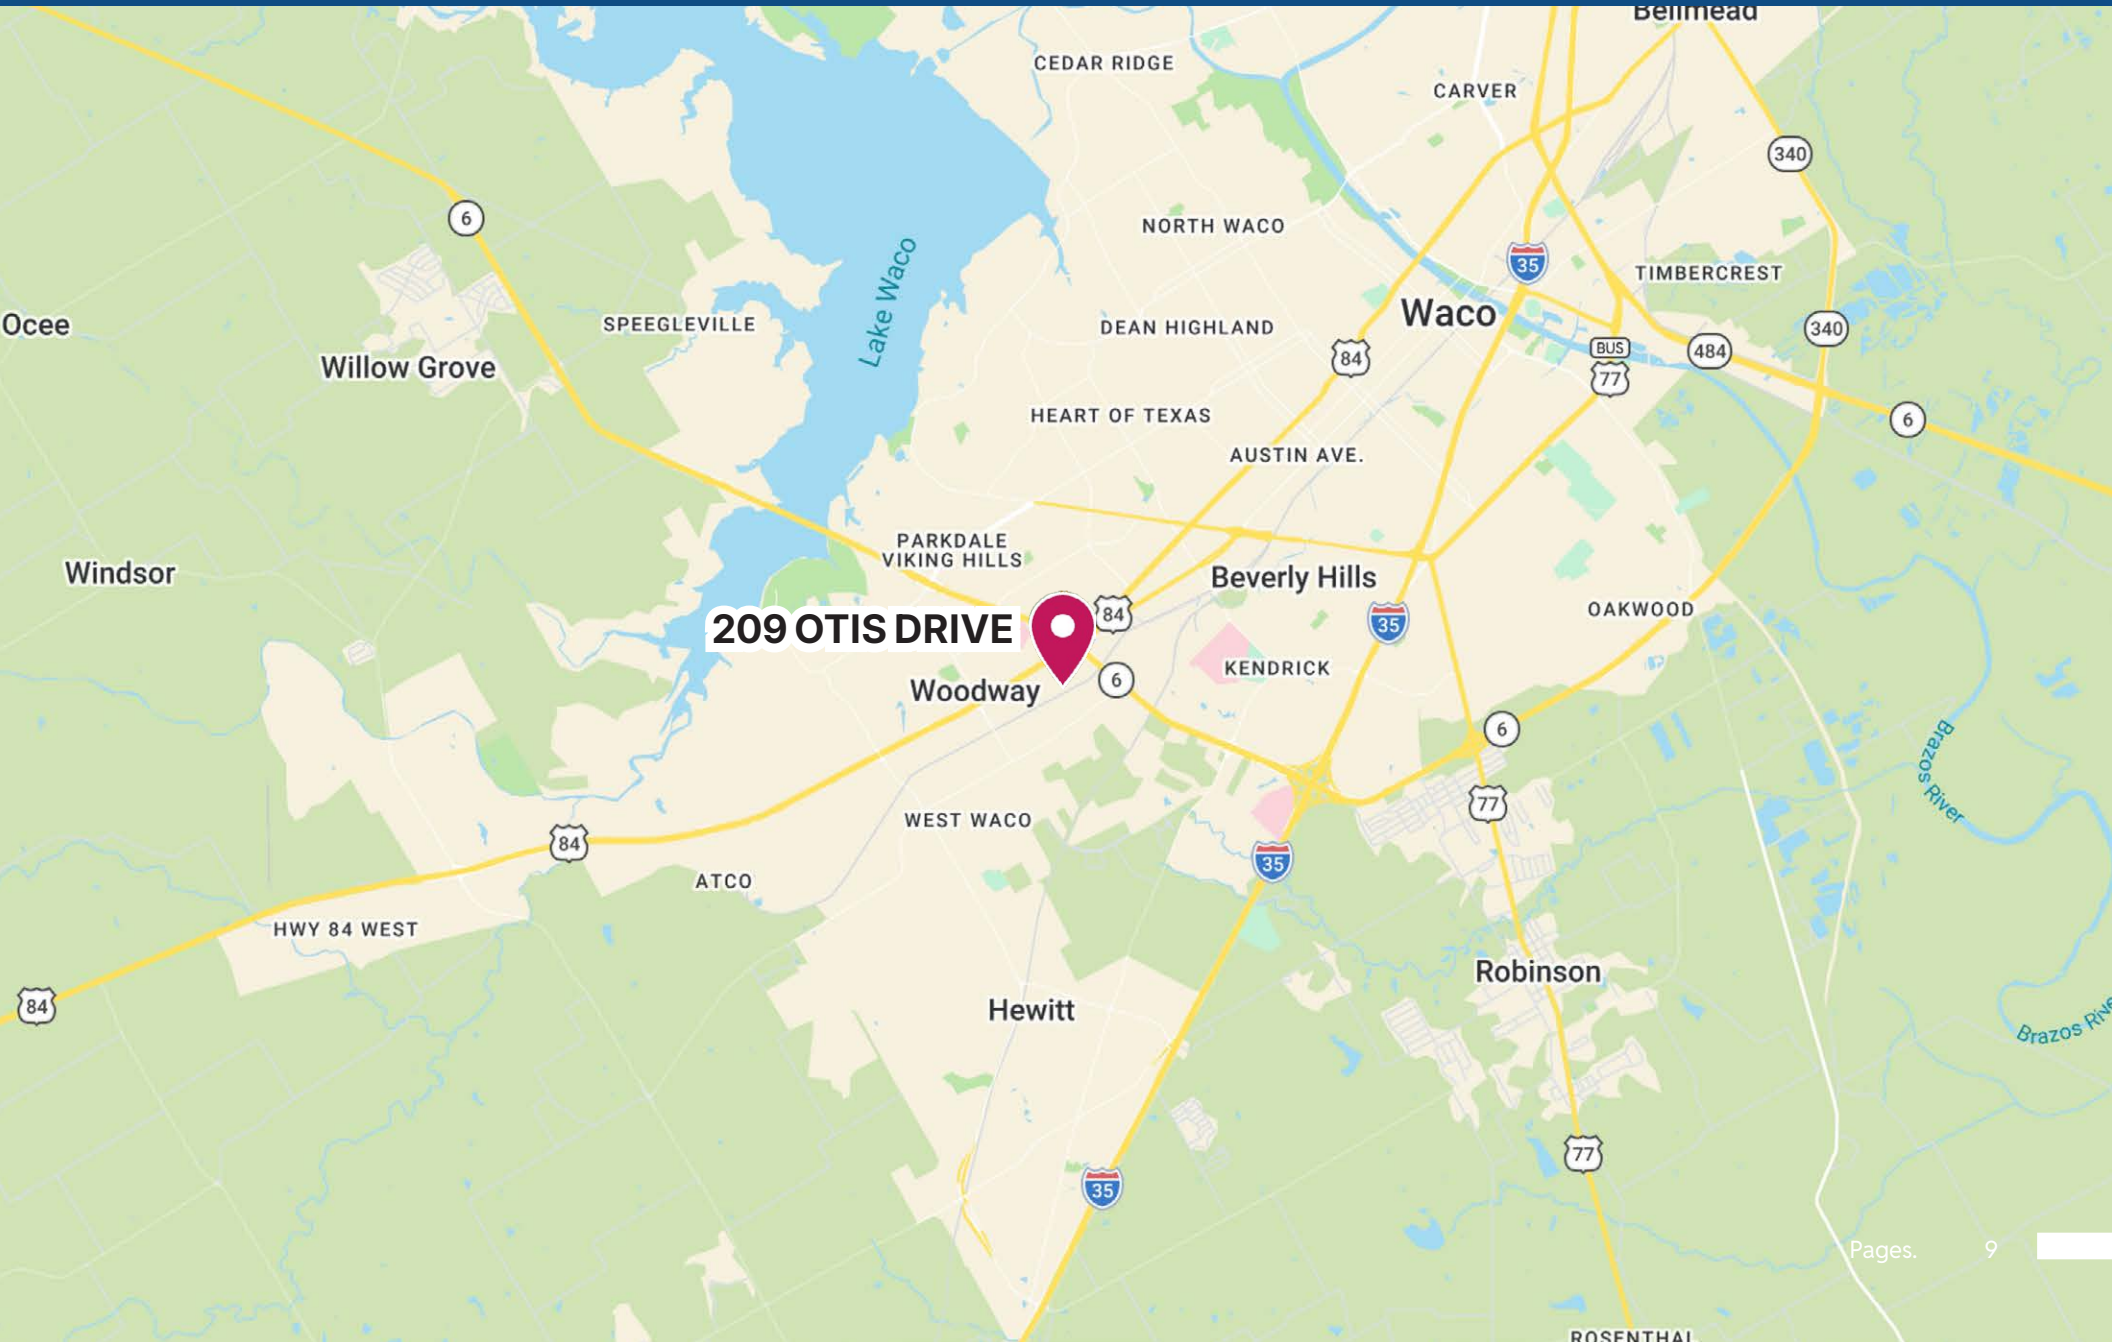 Bellmead
CEDAR RIDGE
CARVER
340
6
NORTH WACO
35
TIMBERCREST
Lake Waco
Waco
Ocee
SPEEGLEVILLE
DEAN HIGHLAND
340
Willow Grove
84
BUS
77
484
HEART OF TEXAS
6
AUSTIN AVE.
PARKDALE
VIKING HILLS
Windsor
Beverly Hills
84
35
OAKWOOD
209 OTIS DRIVE
KENDRICK
6
Woodway
6
Brazos River
77
WEST WACO
84
35
ATCO
HWY 84 WEST
Robinson
84
Hewitt
Brazos Rive
77
35
Pages. 9
ROSENTHAL